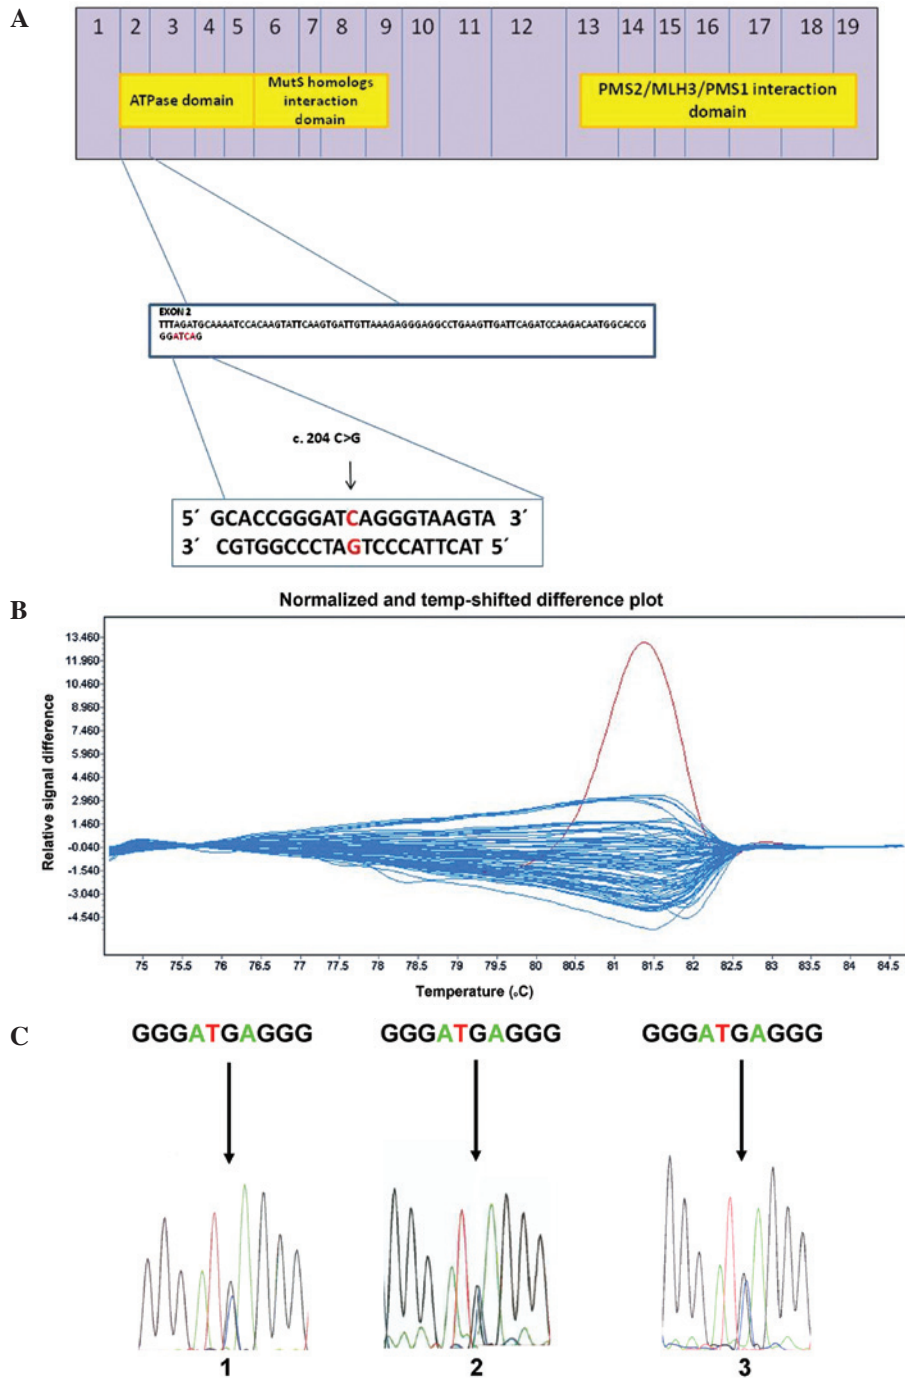 A
1 2 3 4 5 6 7 8 9 10 11 12 13 14 15 16 17 18 19
ATPase domain
MutS homologs
interaction
domain
PMS2/MLH3/PMS1 interaction
domain
EXON 2
TTTAGATGCAAAATCCACAAGTATTCAAGTGATTGTTAAAGAGGGAGGCCTGAAGTTGATTCAGATCCAAGACAATGGCACCG
GGATCAG
c. 204 C>G
5´ GCACCGGGATCAGGGTAAGTA 3´
3´ CGTGGCCCTAGTCCCATTCAT 5´
B
Normalized and temp-shifted difference plot
Relative signal difference
13.460
11.960
10.460
8.960
7.460
5.960
4.460
2.960
1.460
-0.040
-1.540
-3.040
-4.540
75 75.5 76 76.5 77 77.5 78 78.5 79 79.5 80 80.5 81 81.5 82 82.5 83 83.5 84 84.5
Temperature (oC)
C
GGGATGAGGG GGGATGAGGG GGGATGAGGG
1 2 3